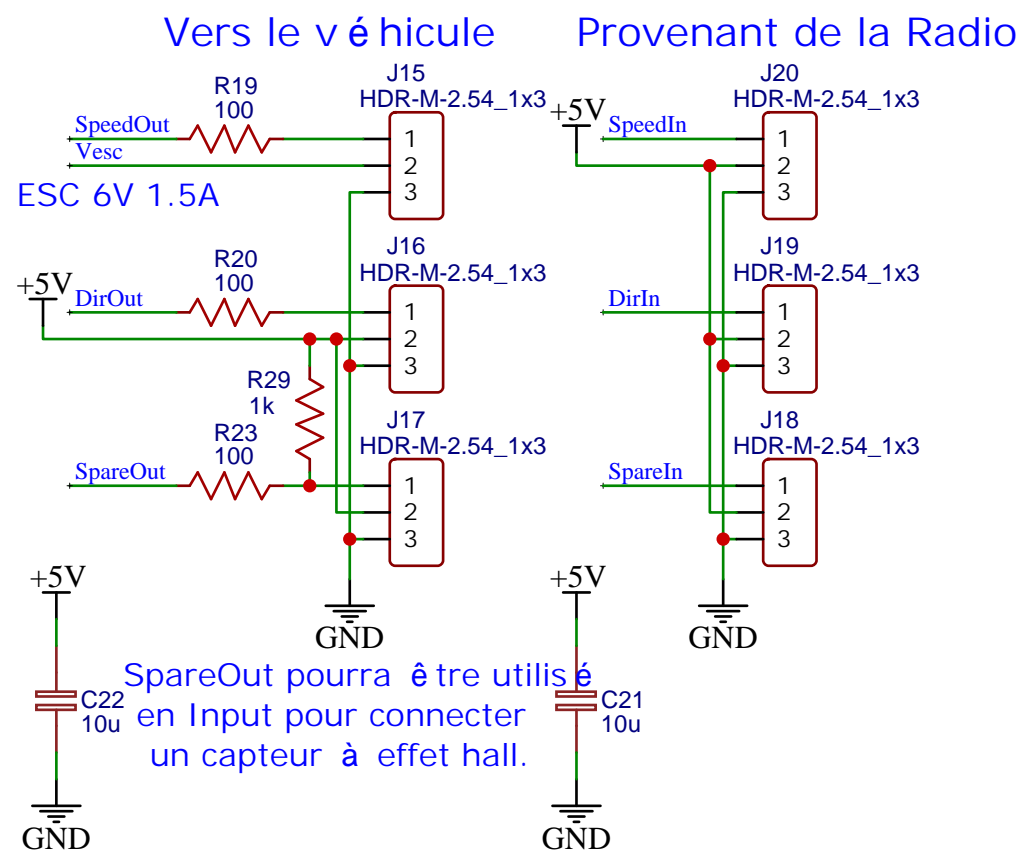 Vers le véhicule
Provenant de la Radio
J15
HDR-M-2.54_1x3
R19
100
SpeedOut
Vesc
1
2
3
ESC 6V 1.5A
J20
HDR-M-2.54_1x3
+5V
SpeedIn
1
2
3
J16
HDR-M-2.54_1x3
R20
100
+5V
DirOut
1
2
3
J19
HDR-M-2.54_1x3
DirIn
1
2
3
R29
1k
J17
HDR-M-2.54_1x3
R23
100
SpareOut
1
2
3
J18
HDR-M-2.54_1x3
SpareIn
1
2
3
GND
GND
+5V
C22
10u
GND
+5V
C21
10u
GND
SpareOut pourra être utilisé
en Input pour connecter
un capteur à effet hall.